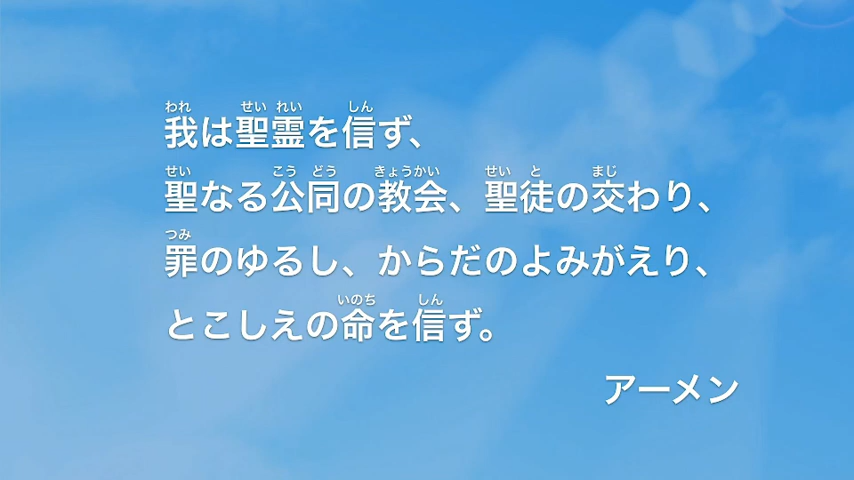 我は聖霊を信ず、
聖なる公同の教会、聖徒の交わり、
罪のゆるし、からだのよみがえり、
とこしえの命を信ず。
アーメン